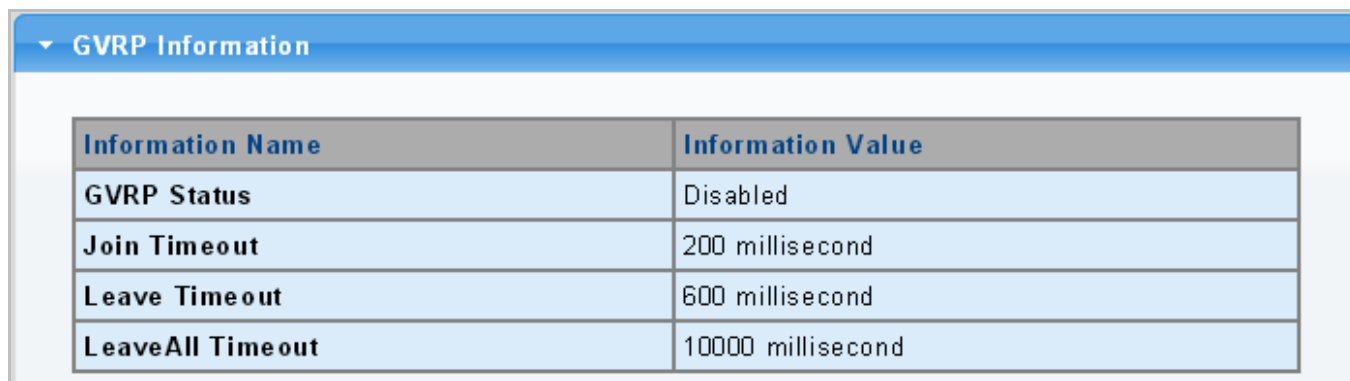 GVRP Information
Information Name Information Value
GVRP Status Disabled
Join Timeout 200 millisecond
Leave Timeout 600 millisecond
LeaveAll Timeout 10000 millisecond